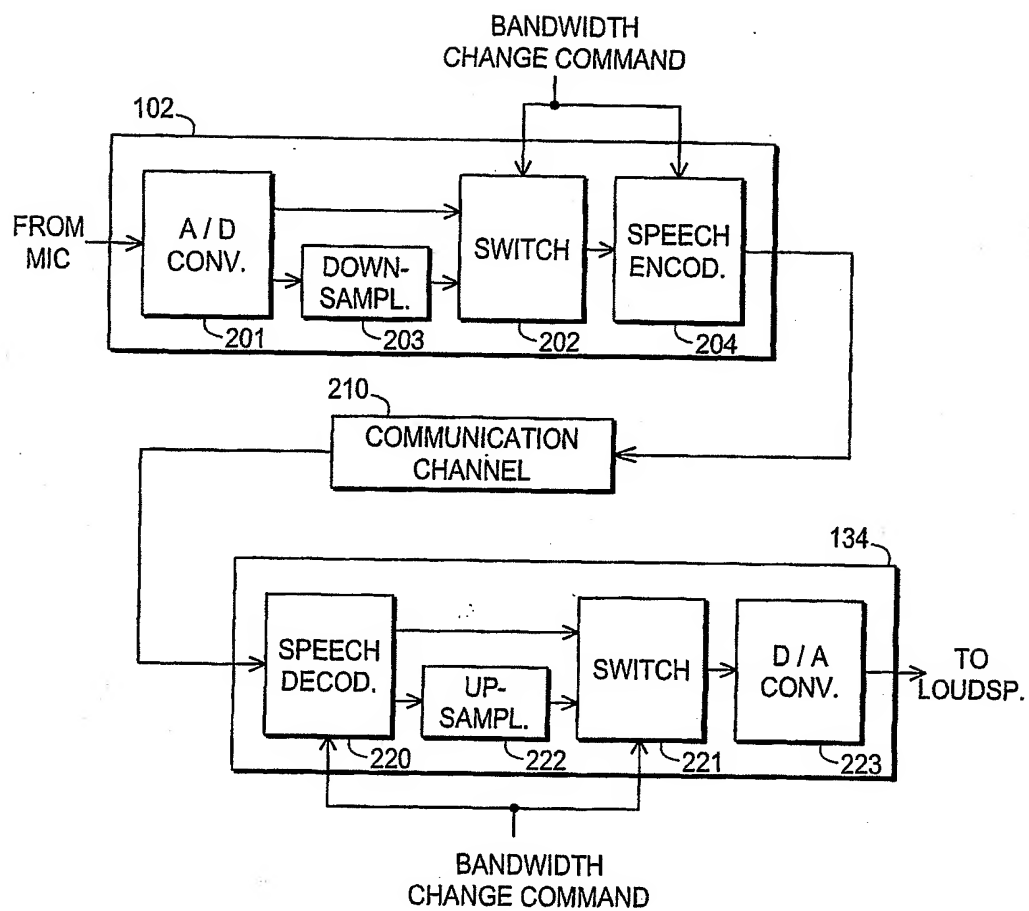 BANDWIDTH
CHANGE COMMAND
102
FROM
MIC
A / D
CONV.
DOWN-
SAMPL.
SWITCH
SPEECH
ENCOD.
201
203
202
204
210
COMMUNICATION
CHANNEL
134
SPEECH
DECOD.
UP-
SAMPL.
SWITCH
D / A
CONV.
TO
LOUDSP.
220
222
221
223
BANDWIDTH
CHANGE COMMAND